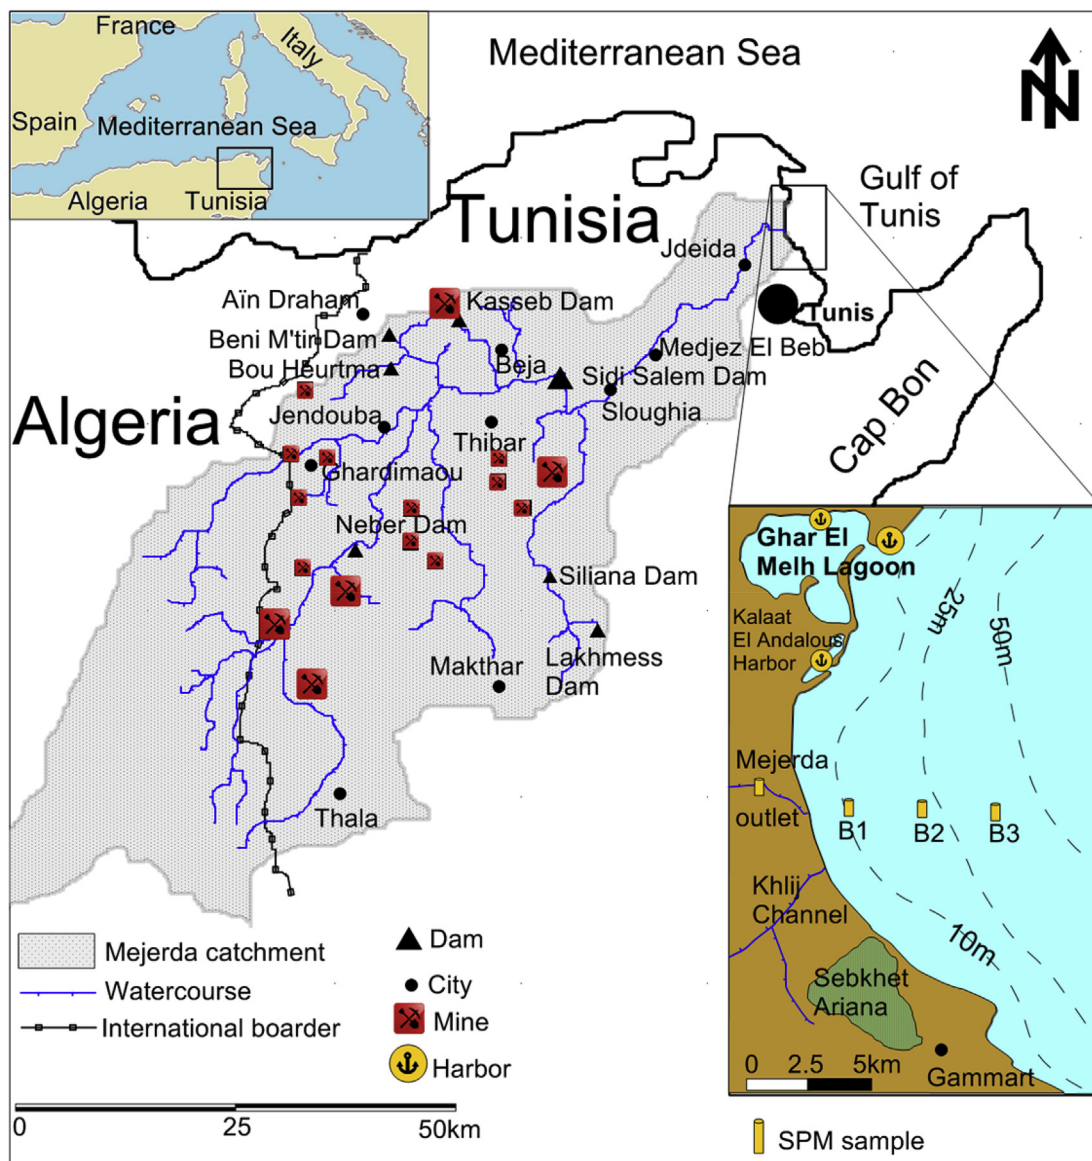 France
Italy
Spain
Mediterranean Sea
Algeria
Tunisia
Mediterranean Sea
N
Gulf of
Tunis
Tunisia
Jdeida
Aïn Draham
Kasseb Dam
Tunis
Beni M'tir Dam
Medjez El Beb
Bou Heurtma
Beja
Sidi Salem Dam
Sloughia
Cap Bon
Algeria
Jendouba
Thibar
Ghardimaou
Neber Dam
Siliana Dam
Makthar
Lakhmess
Dam
Thala
Ghar El
Melh Lagoon
25m
50m
Kalaat
El Andalous
Harbor
Mejerda
outlet
B1
B2
B3
Khlij
Channel
10m
Sebkhet
Ariana
0 2.5 5km
Gammart
Mejerda catchment
Watercourse
International boarder
Dam
City
Mine
Harbor
0 25 50km
SPM sample